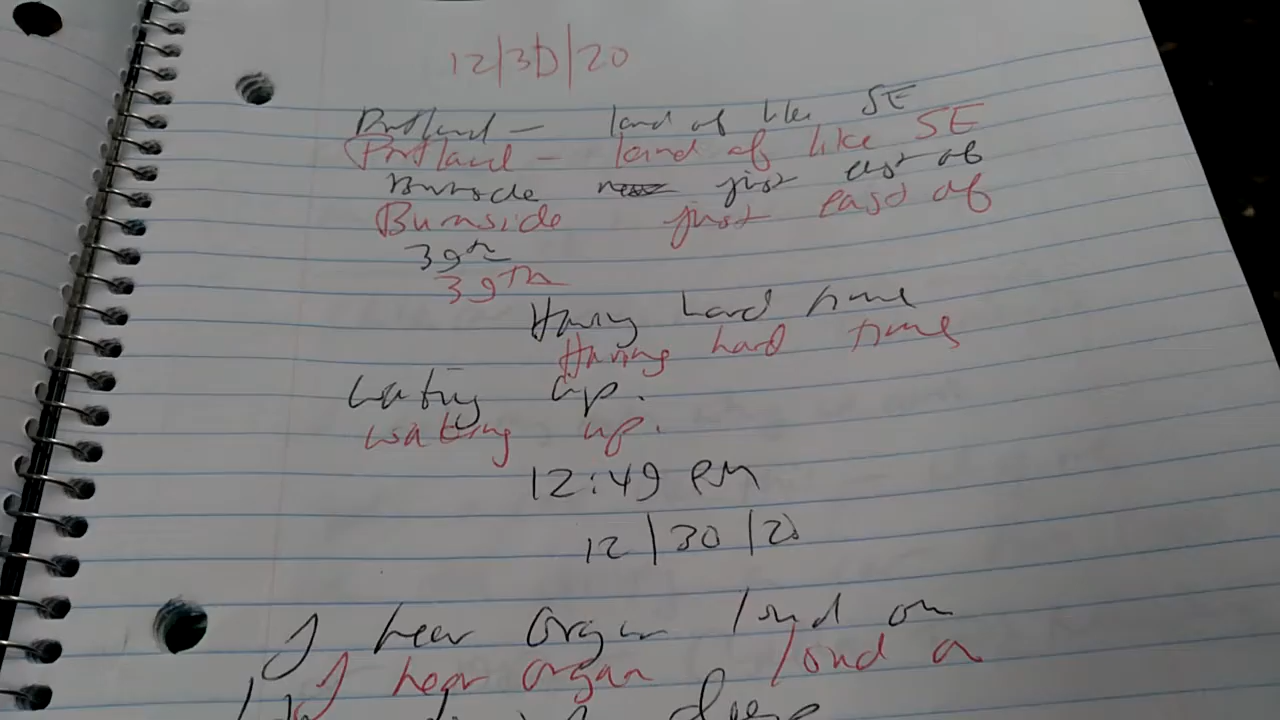 12/30/20
Portland - land of like SE
Portland - land of like SE
Burnside just east of
Burnside just east of
39th
39th
Having hard time
Having hard time
waking up.
waking up.
12:49 PM
12/30/20
I hear organ loud on
I hear organ loud a